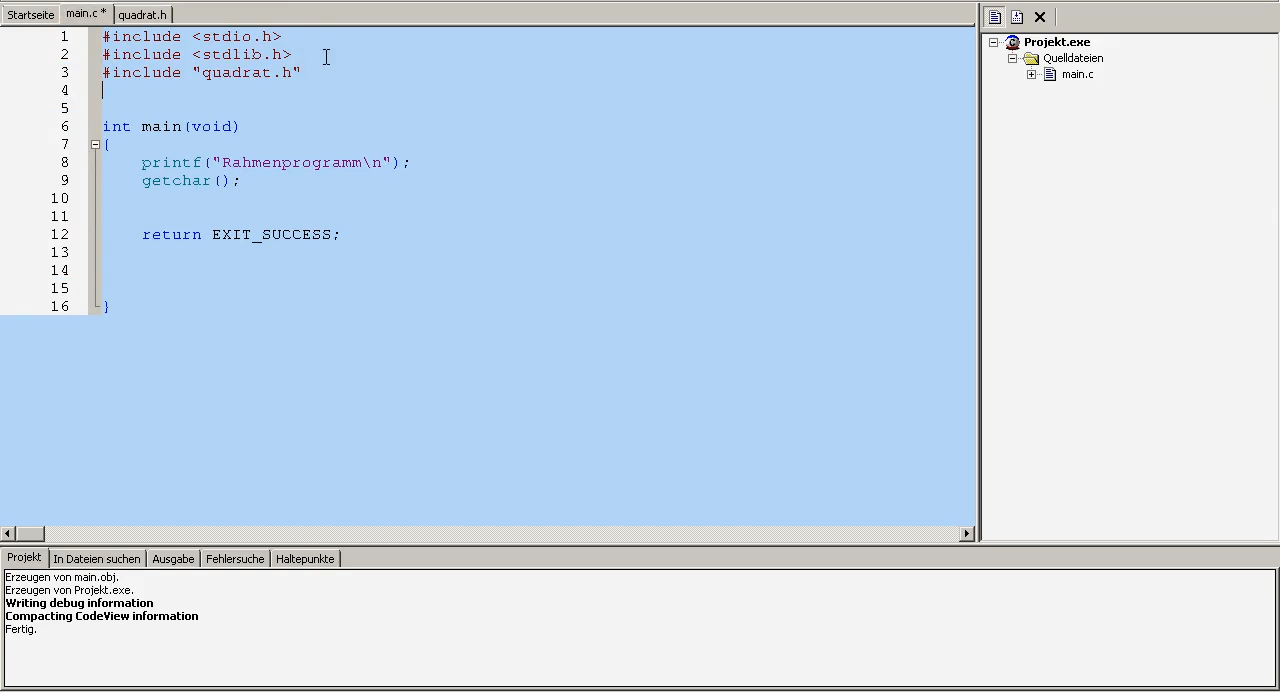 Startseite main.c * quadrat.h
1 #include <stdio.h>
2 #include <stdlib.h>
3 #include "quadrat.h"
4
5
6 int main(void)
7 {
8 printf("Rahmenprogramm\n");
9 getchar();
10
11
12 return EXIT_SUCCESS;
13
14
15
16 }
Projekt.exe
Quelldateien
main.c
Projekt In Dateien suchen Ausgabe Fehlersuche Haltepunkte
Erzeugen von main.obj.
Erzeugen von Projekt.exe.
Writing debug information
Compacting CodeView information
Fertig.